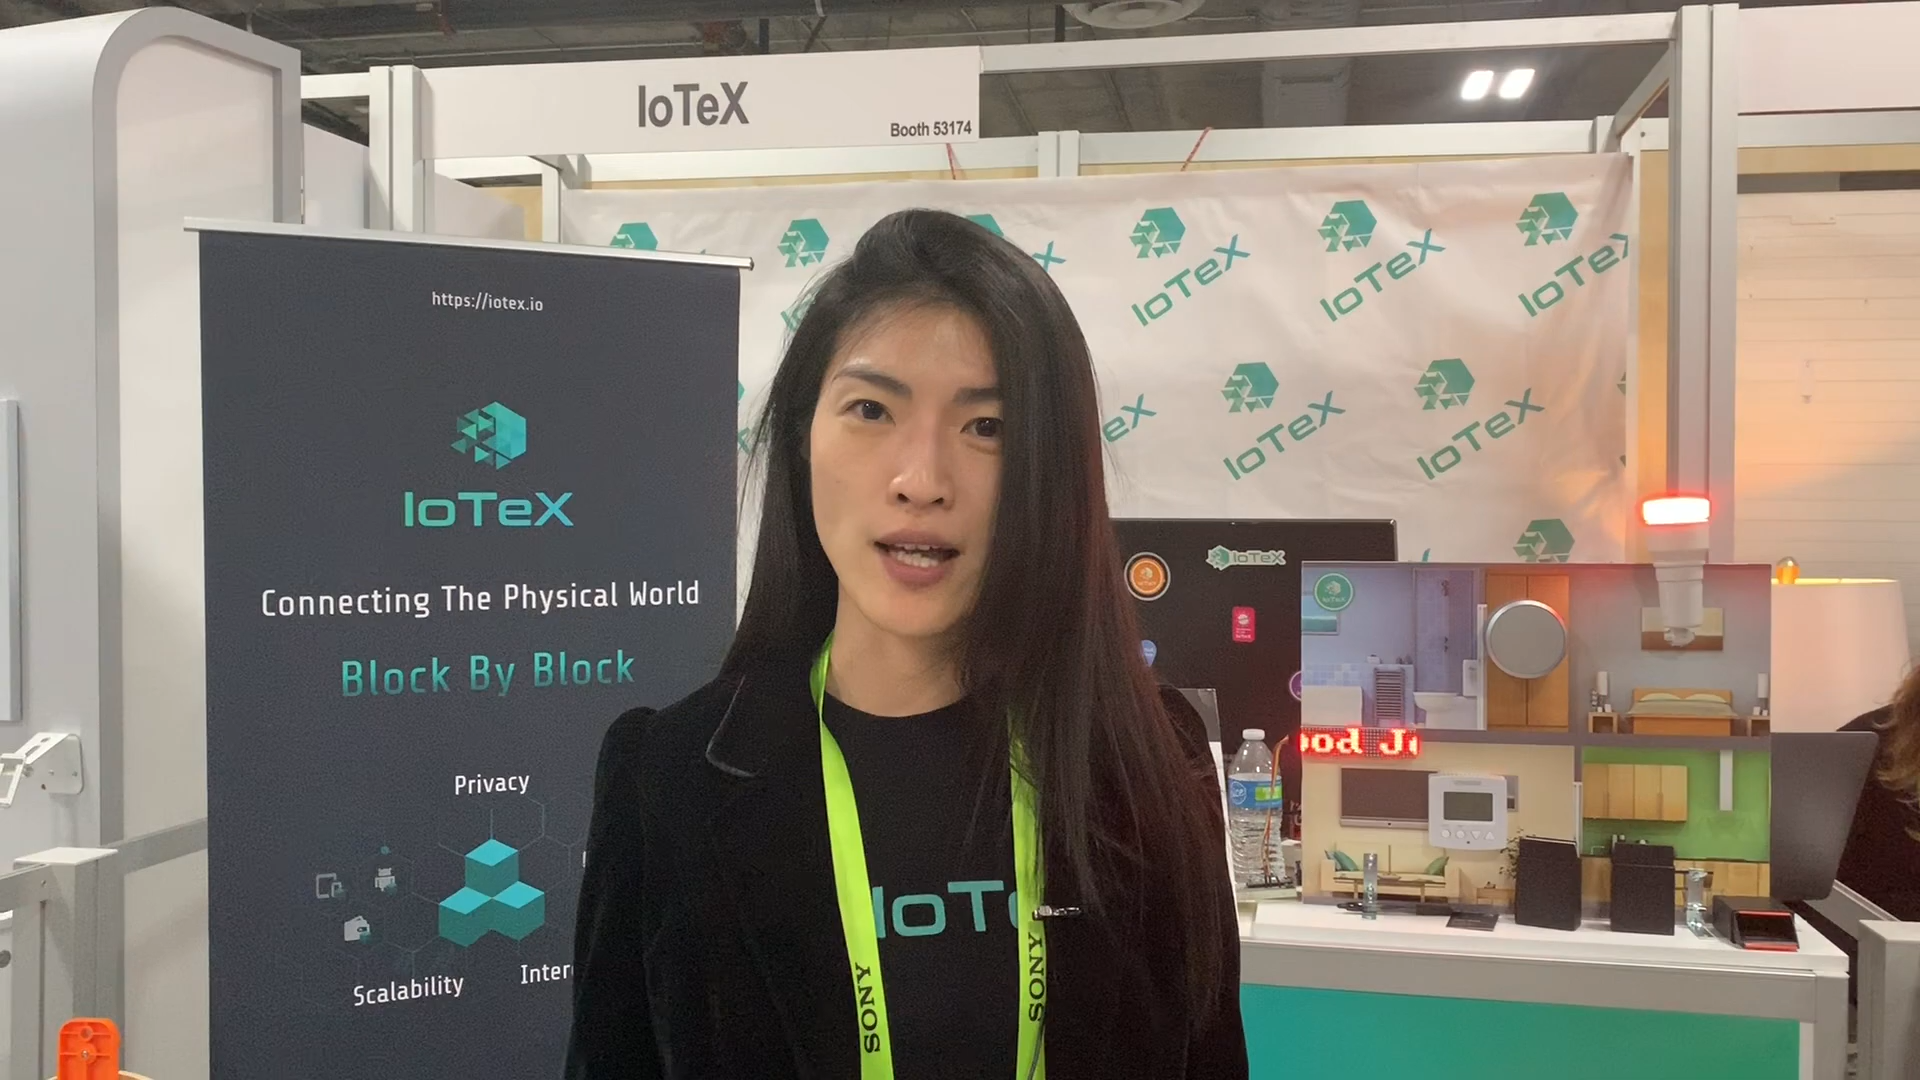 IoTeX
Booth 53174
https://iotex.io
IoTeX
Connecting The Physical World
Block By Block
Privacy
Scalability
IoTeX
IoTeX
IoTeX
IoTeX
IoTeX
IoTeX
ood J
SONY
SONY